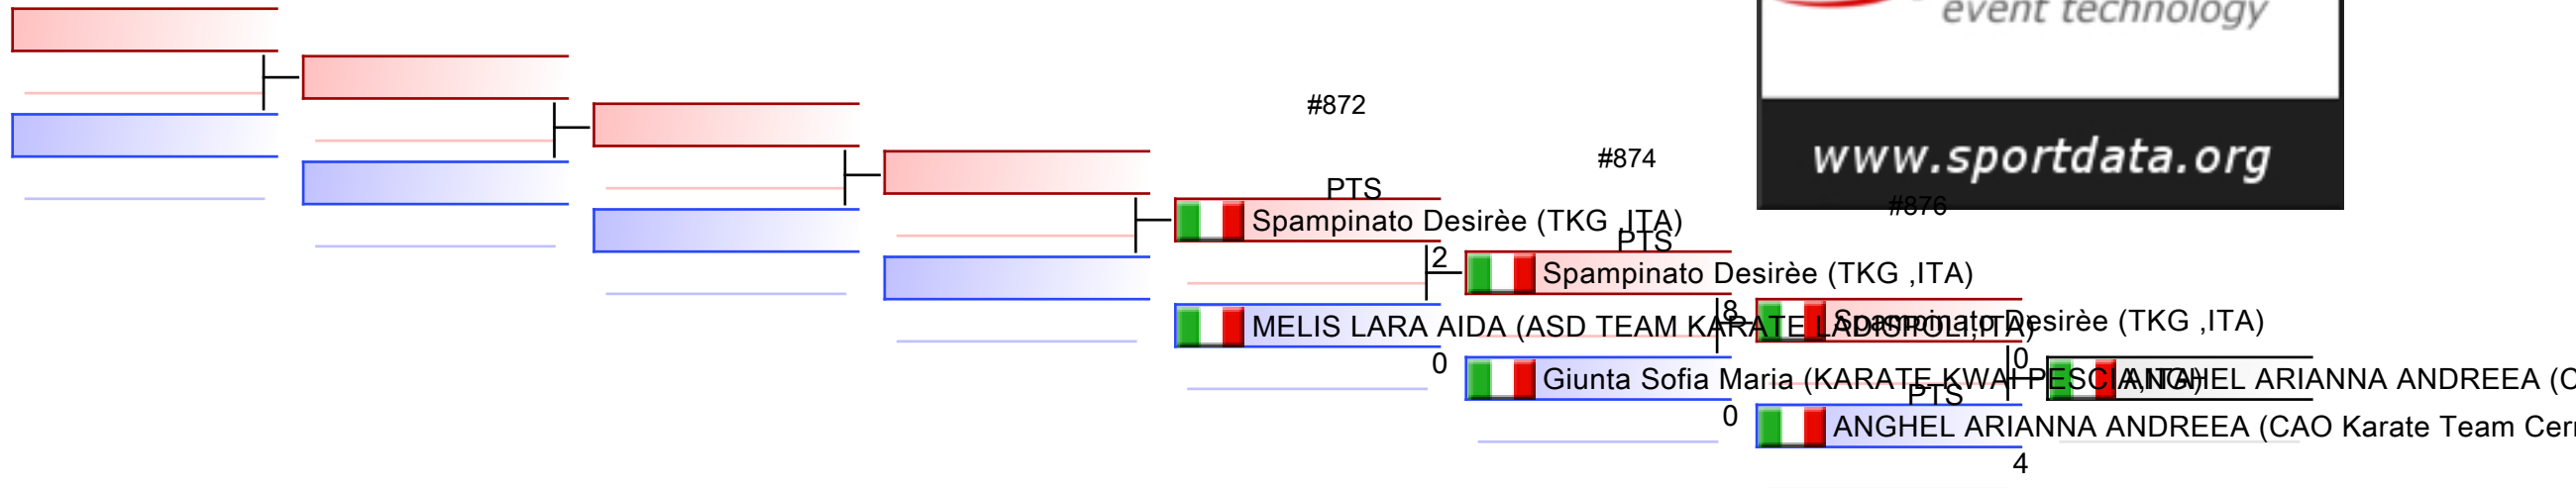 event technology
www.sportdata.org
#872
#874
#876
PTS
Spampinato Desirèe (TKG ,ITA)
2
MELIS LARA AIDA (ASD TEAM KARATE LADISPOLI,ITA)
0
PTS
Spampinato Desirèe (TKG ,ITA)
8
Giunta Sofia Maria (KARATE KWAI PESCIA,ITA)
0
Spampinato Desirèe (TKG ,ITA)
0
PTS
ANGHEL ARIANNA ANDREEA (CAO Karate Team Cer
4
ANGHEL ARIANNA ANDREEA (C